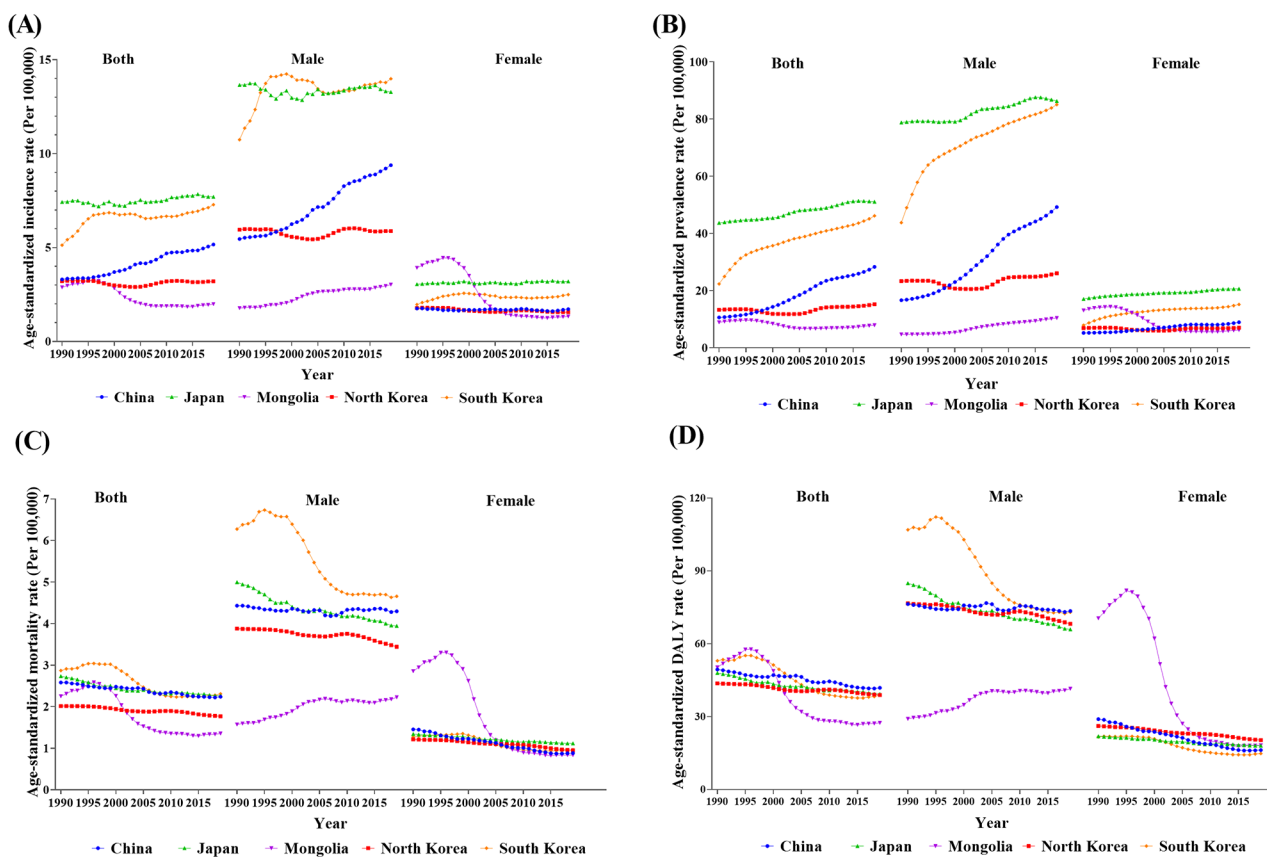 (A)
Both
Male
Female
Age-standardized incidence rate (Per 100,000)
15
10
5
0
1990 1995 2000 2005 2010 2015
1990 1995 2000 2005 2010 2015
1990 1995 2000 2005 2010 2015
Year
China
Japan
Mongolia
North Korea
South Korea
(B)
Both
Male
Female
Age-standardized prevalence rate (Per 100,000)
100
80
60
40
20
0
1990 1995 2000 2005 2010 2015
1990 1995 2000 2005 2010 2015
1990 1995 2000 2005 2010 2015
Year
China
Japan
Mongolia
North Korea
South Korea
(C)
Both
Male
Female
Age-standardized mortality rate (Per 100,000)
7
6
5
4
3
2
1
0
1990 1995 2000 2005 2010 2015
1990 1995 2000 2005 2010 2015
1990 1995 2000 2005 2010 2015
Year
China
Japan
Mongolia
North Korea
South Korea
(D)
Both
Male
Female
Age-standardized DALY rate (Per 100,000)
120
90
60
30
0
1990 1995 2000 2005 2010 2015
1990 1995 2000 2005 2010 2015
1990 1995 2000 2005 2010 2015
Year
China
Japan
Mongolia
North Korea
South Korea